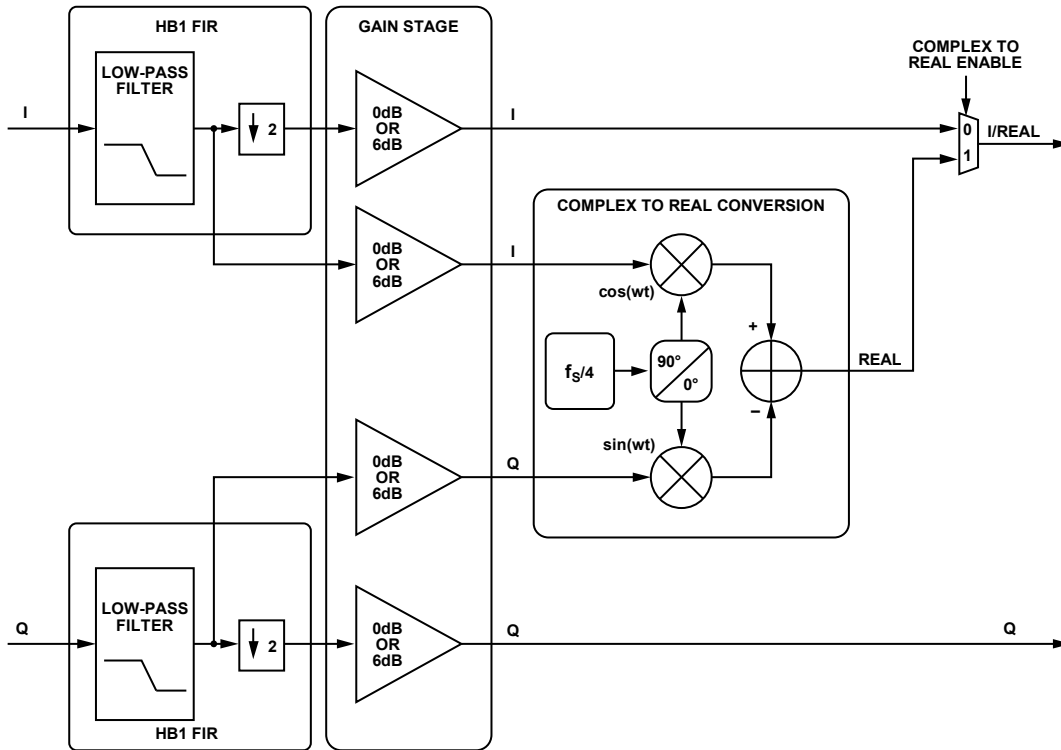 HB1 FIR
GAIN STAGE
LOW-PASS
FILTER
I
2
0dB
OR
6dB
I
COMPLEX TO
REAL ENABLE
0
1
I/REAL
0dB
OR
6dB
I
COMPLEX TO REAL CONVERSION
cos(wt)
+
fS/4
90°
0°
REAL
–
sin(wt)
0dB
OR
6dB
Q
LOW-PASS
FILTER
Q
2
0dB
OR
6dB
Q
Q
HB1 FIR